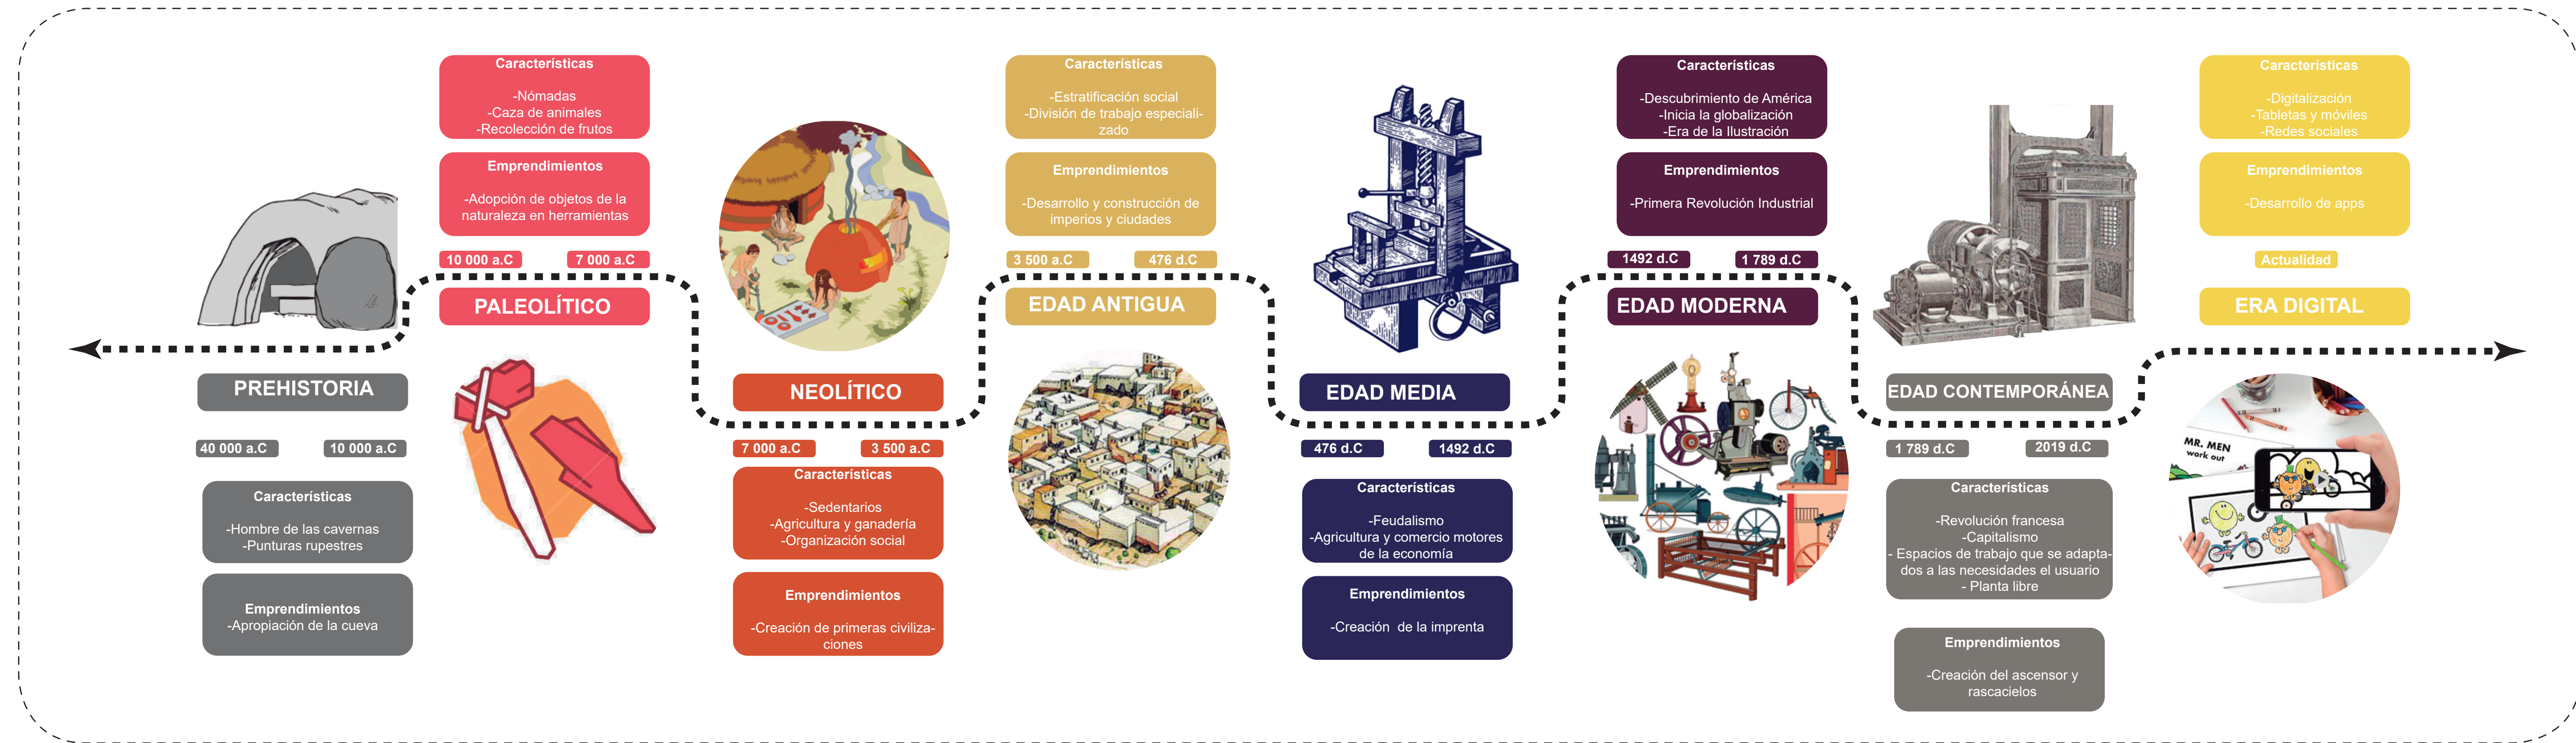 PREHISTORIA
40 000 a.C
10 000 a.C
Características
-Hombre de las cavernas
-Punturas rupestres
Emprendimientos
-Apropiación de la cueva
Características
-Nómadas
-Caza de animales
-Recolección de frutos
Emprendimientos
-Adopción de objetos de la
naturaleza en herramientas
10 000 a.C
7 000 a.C
PALEOLÍTICO
NEOLÍTICO
7 000 a.C
3 500 a.C
Características
-Sedentarios
-Agricultura y ganadería
-Organización social
Emprendimientos
-Creación de primeras civiliza-
ciones
Características
-Estratificación social
-División de trabajo especiali-
zado
Emprendimientos
-Desarrollo y construcción de
imperios y ciudades
3 500 a.C
476 d.C
EDAD ANTIGUA
EDAD MEDIA
476 d.C
1492 d.C
Características
-Feudalismo
-Agricultura y comercio motores
de la economía
Emprendimientos
-Creación  de la imprenta
Características
-Descubrimiento de América
-Inicia la globalización
-Era de la Ilustración
Emprendimientos
-Primera Revolución Industrial
1492 d.C
1 789 d.C
EDAD MODERNA
EDAD CONTEMPORÁNEA
1 789 d.C
2019 d.C
Características
-Revolución francesa
-Capitalismo
- Espacios de trabajo que se adapta-
dos a las necesidades el usuario
- Planta libre
Emprendimientos
-Creación del ascensor y
rascacielos
Características
-Digitalización
-Tabletas y móviles
-Redes sociales
Emprendimientos
-Desarrollo de apps
Actualidad
ERA DIGITAL
MR. MEN
work out